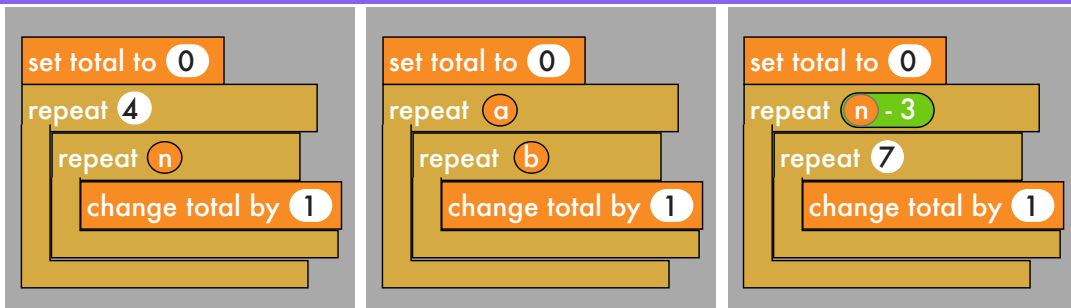 set total to 0
repeat 4
repeat n
change total by 1
set total to 0
repeat a
repeat b
change total by 1
set total to 0
repeat n - 3
repeat 7
change total by 1